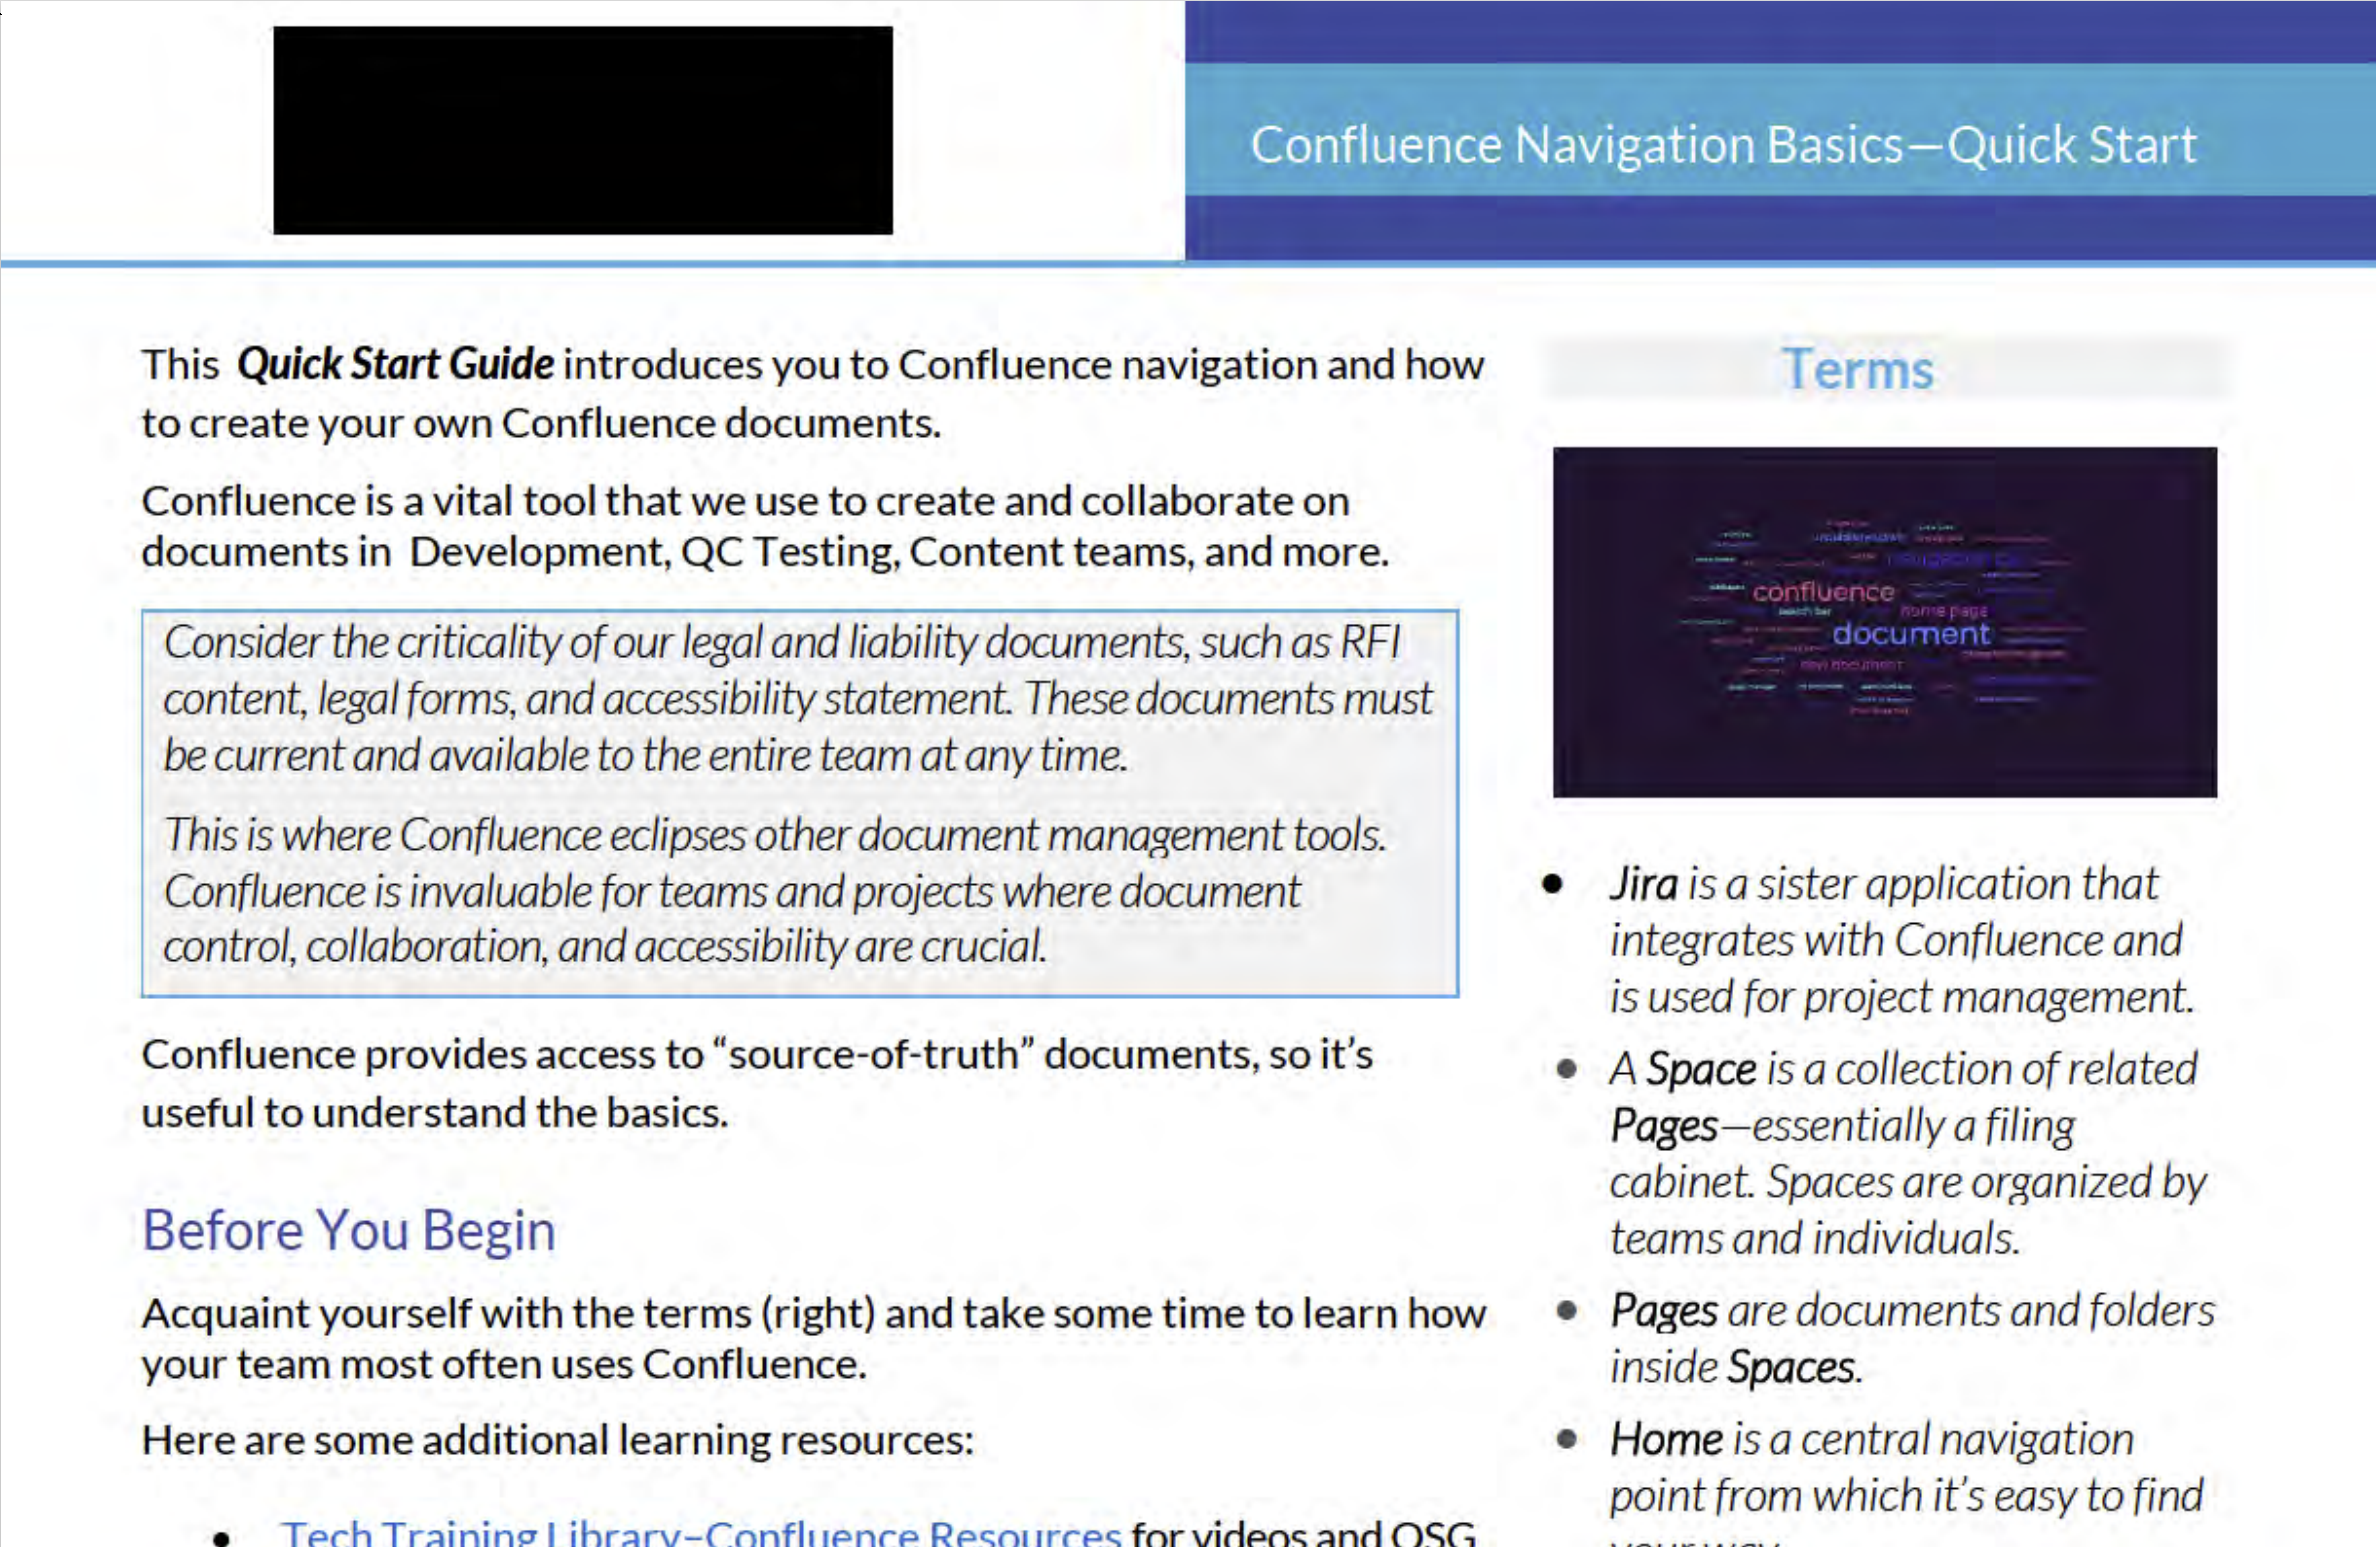 Confluence Navigation Basics—Quick Start
This Quick Start Guide introduces you to Confluence navigation and how
to create your own Confluence documents.
Confluence is a vital tool that we use to create and collaborate on
documents in Development, QC Testing, Content teams, and more.
Consider the criticality of our legal and liability documents, such as RFI
content, legal forms, and accessibility statement. These documents must
be current and available to the entire team at any time.
This is where Confluence eclipses other document management tools.
Confluence is invaluable for teams and projects where document
control, collaboration, and accessibility are crucial.
Confluence provides access to “source-of-truth” documents, so it’s
useful to understand the basics.
Before You Begin
Acquaint yourself with the terms (right) and take some time to learn how
your team most often uses Confluence.
Here are some additional learning resources:
• Tech Training Library–Confluence Resources for videos and QSG
Terms
confluence
search bar
home page
document
new document
• Jira is a sister application that
integrates with Confluence and
is used for project management.
• A Space is a collection of related
Pages—essentially a filing
cabinet. Spaces are organized by
teams and individuals.
• Pages are documents and folders
inside Spaces.
• Home is a central navigation
point from which it’s easy to find
your way